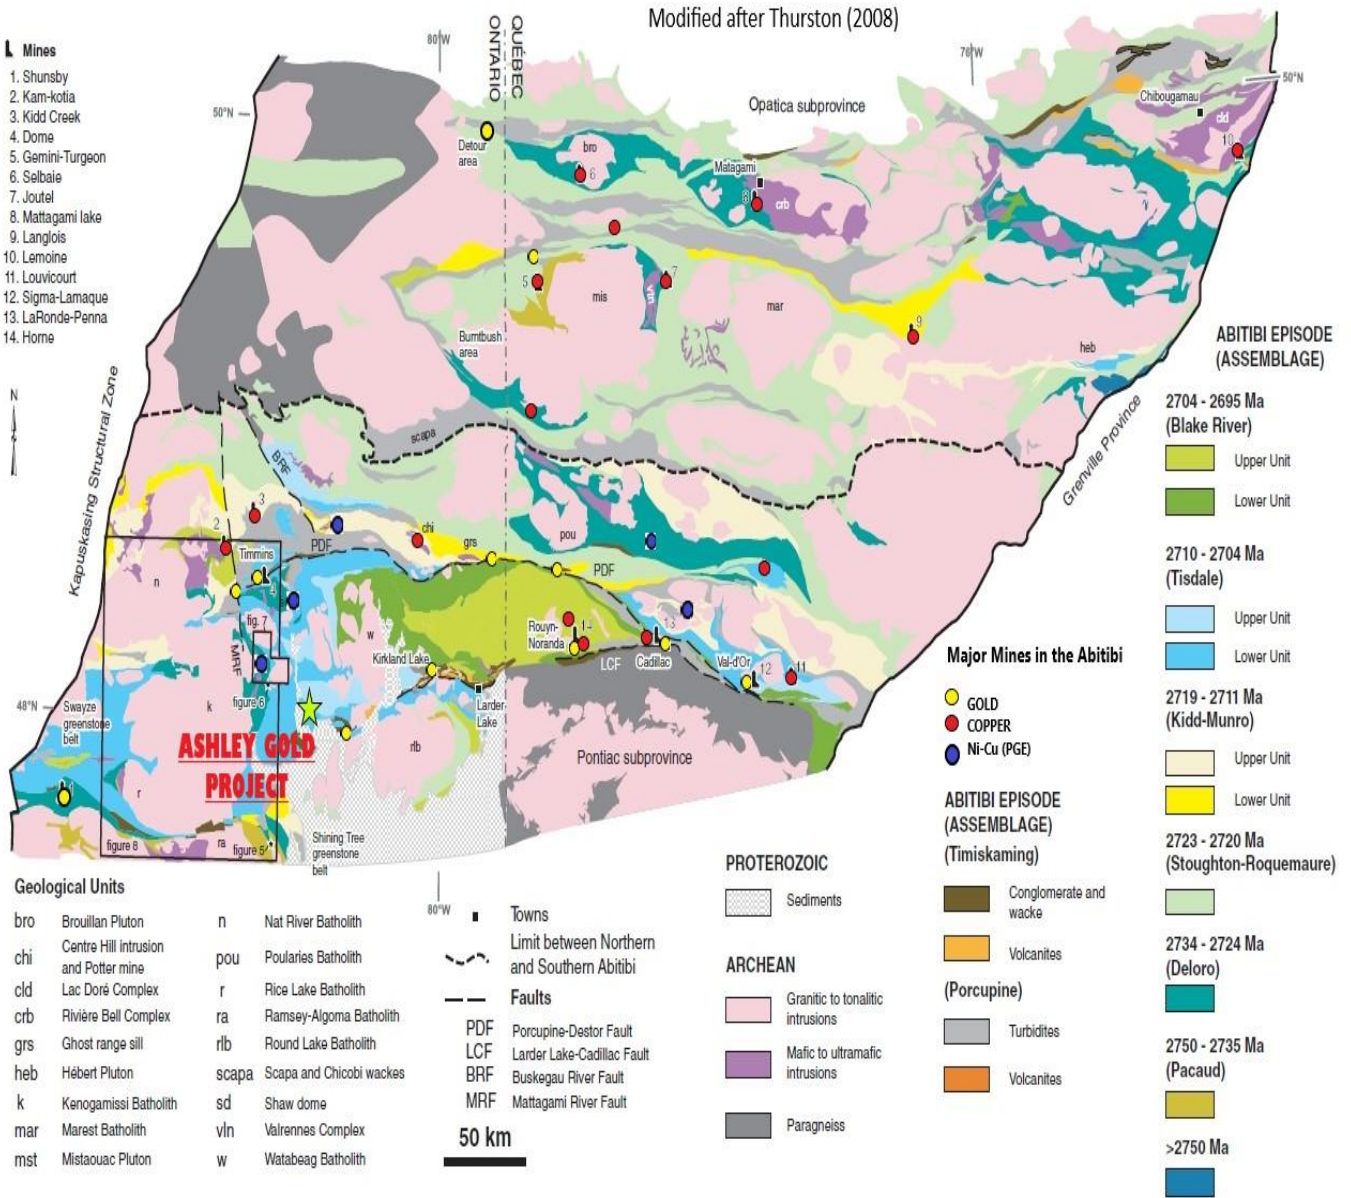 Modified after Thurston (2008)
Mines
1. Shunsby
2. Kam-kotia
3. Kidd Creek
4. Dome
5. Gemini-Turgeon
6. Selbaie
7. Joutel
8. Mattagami lake
9. Langlois
10. Lemoine
11. Louvicourt
12. Sigma-Lamaque
13. LaRonde-Penna
14. Horne
N
80°W
ONTARIO
QUÉBEC
76°W
50°N
50°N
Opatica subprovince
Chibougamau
cld
10
Detour
area
bro
6
Matagami
8
crb
5
mis
vln
7
mar
9
heb
Burntbush
area
scapa
Kapuskasing Structural Zone
Grenville Province
BRF
3
2
chi
grs
pou
PDF
PDF
Timmins
4
n
fig. 7
MRF
w
Rouyn-
Noranda
14
13
Kirkland Lake
LCF
Cadillac
Val-d'Or
12
11
48°N
Swayze
greenstone
belt
k
figure 6
Larder
Lake
ASHLEY GOLD
PROJECT
rlb
Pontiac subprovince
1
r
figure 8
ra
figure 5
Shining Tree
greenstone
belt
80°W
Geological Units
bro Brouillan Pluton
chi Centre Hill intrusion
and Potter mine
cld Lac Doré Complex
crb Rivière Bell Complex
grs Ghost range sill
heb Hébert Pluton
k Kenogamissi Batholith
mar Marest Batholith
mst Mistaouac Pluton
n Nat River Batholith
pou Poularies Batholith
r Rice Lake Batholith
ra Ramsey-Algoma Batholith
rlb Round Lake Batholith
scapa Scapa and Chicobi wackes
sd Shaw dome
vln Valrennes Complex
w Watabeag Batholith
Towns
Limit between Northern
and Southern Abitibi
Faults
PDF Porcupine-Destor Fault
LCF Larder Lake-Cadillac Fault
BRF Buskegau River Fault
MRF Mattagami River Fault
50 km
PROTEROZOIC
Sediments
ARCHEAN
Granitic to tonalitic
intrusions
Mafic to ultramafic
intrusions
Paragneiss
Major Mines in the Abitibi
GOLD
COPPER
Ni-Cu (PGE)
ABITIBI EPISODE
(ASSEMBLAGE)
(Timiskaming)
Conglomerate and
wacke
Volcanites
(Porcupine)
Turbidites
Volcanites
ABITIBI EPISODE
(ASSEMBLAGE)
2704 - 2695 Ma
(Blake River)
Upper Unit
Lower Unit
2710 - 2704 Ma
(Tisdale)
Upper Unit
Lower Unit
2719 - 2711 Ma
(Kidd-Munro)
Upper Unit
Lower Unit
2723 - 2720 Ma
(Stoughton-Roquemaure)
2734 - 2724 Ma
(Deloro)
2750 - 2735 Ma
(Pacaud)
>2750 Ma